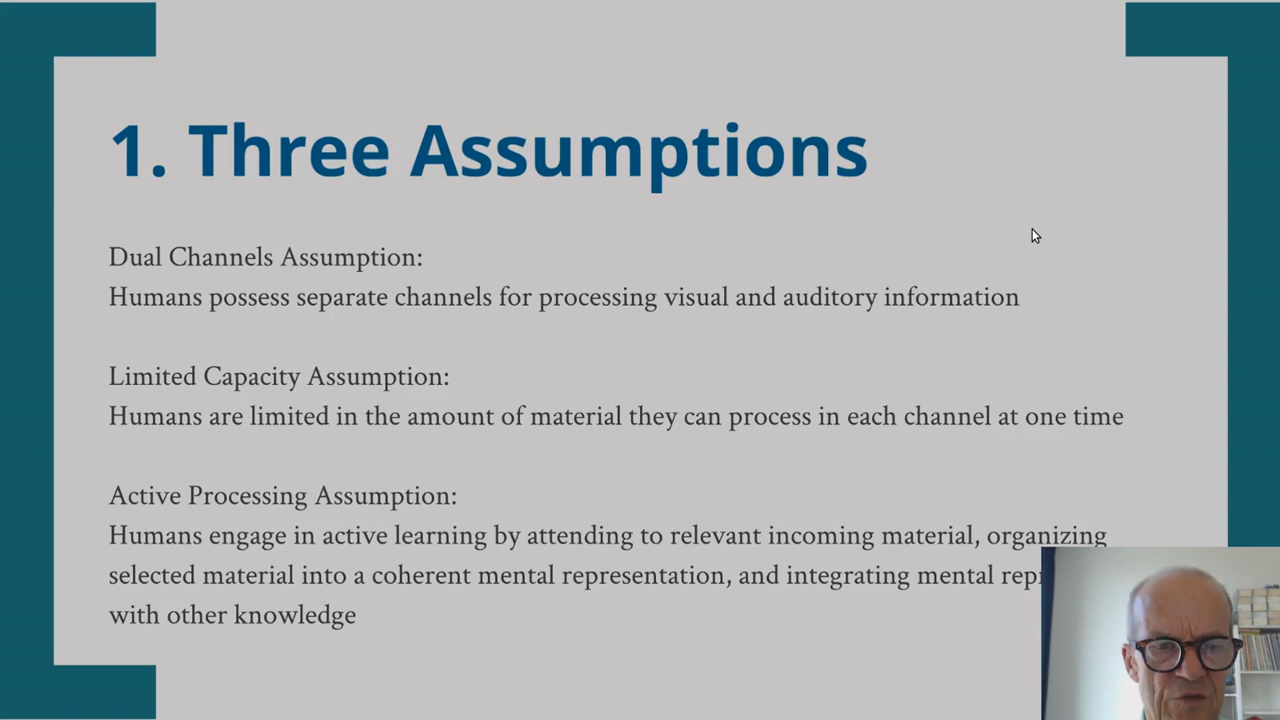 1. Three Assumptions
Dual Channels Assumption:
Humans possess separate channels for processing visual and auditory information
Limited Capacity Assumption:
Humans are limited in the amount of material they can process in each channel at one time
Active Processing Assumption:
Humans engage in active learning by attending to relevant incoming material, organizing
selected material into a coherent mental representation, and integrating mental
with other knowledge